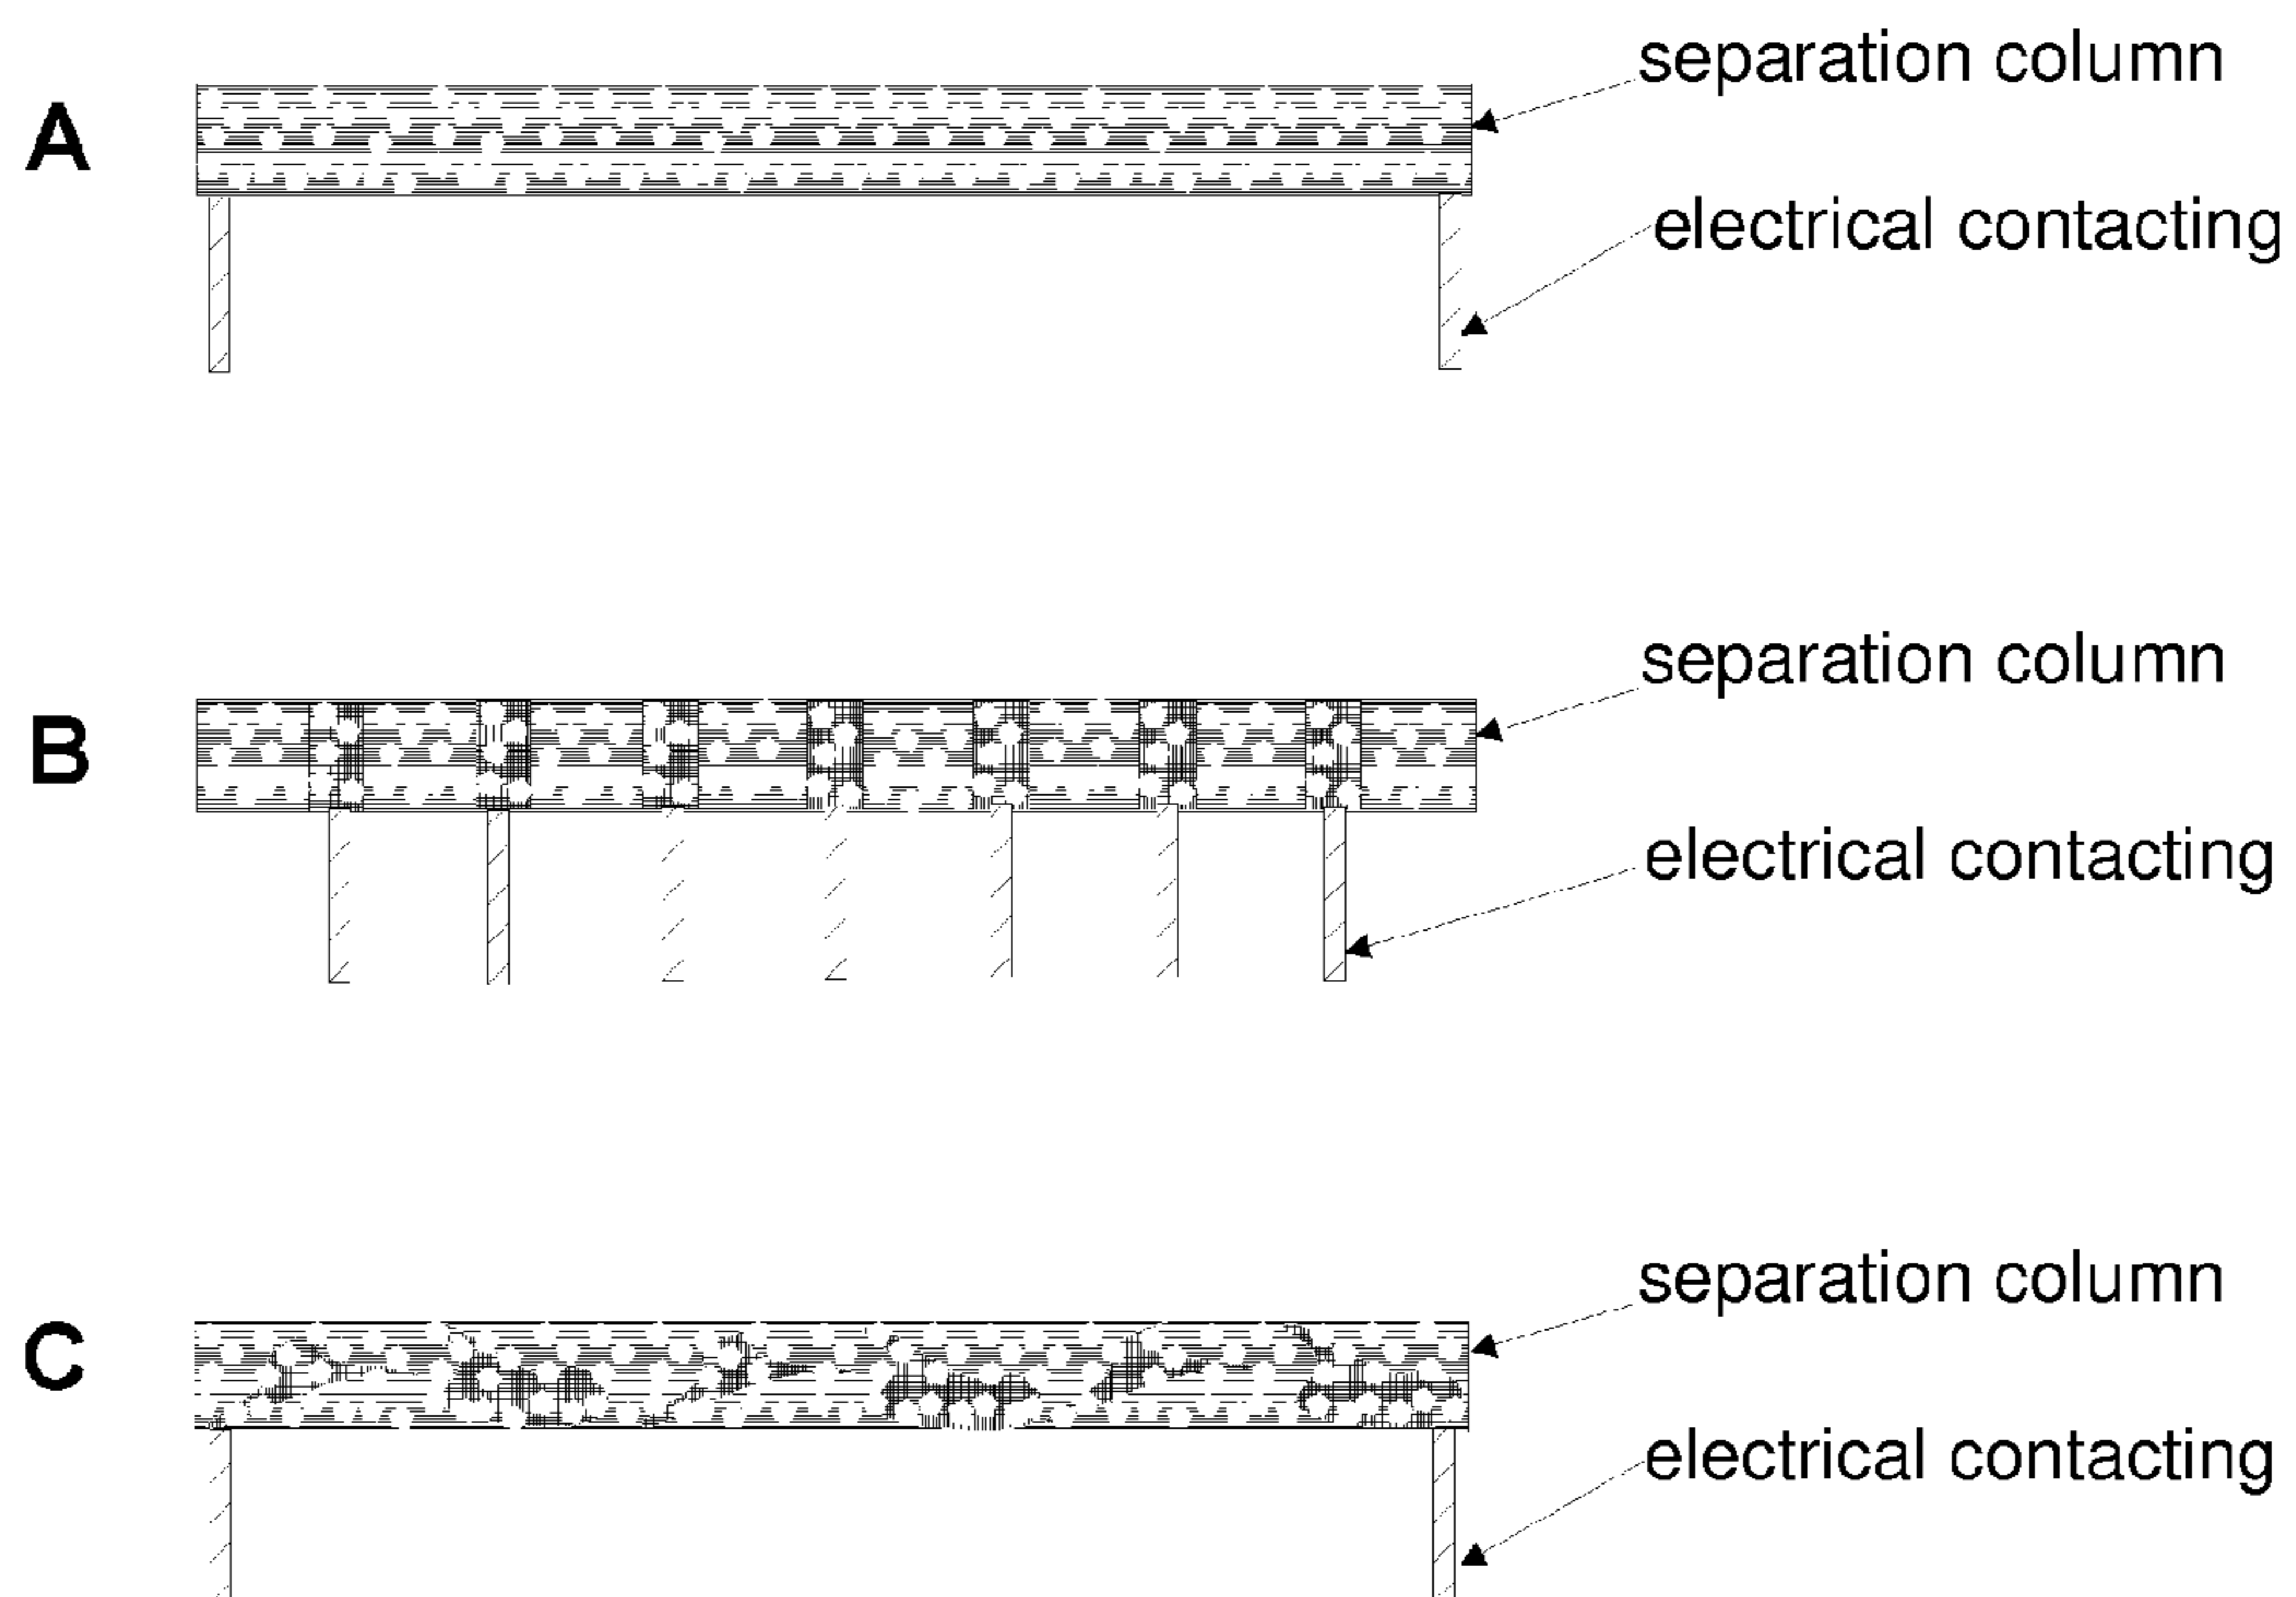 A
separation column
electrical contacting
B
separation column
electrical contacting
C
separation column
electrical contacting